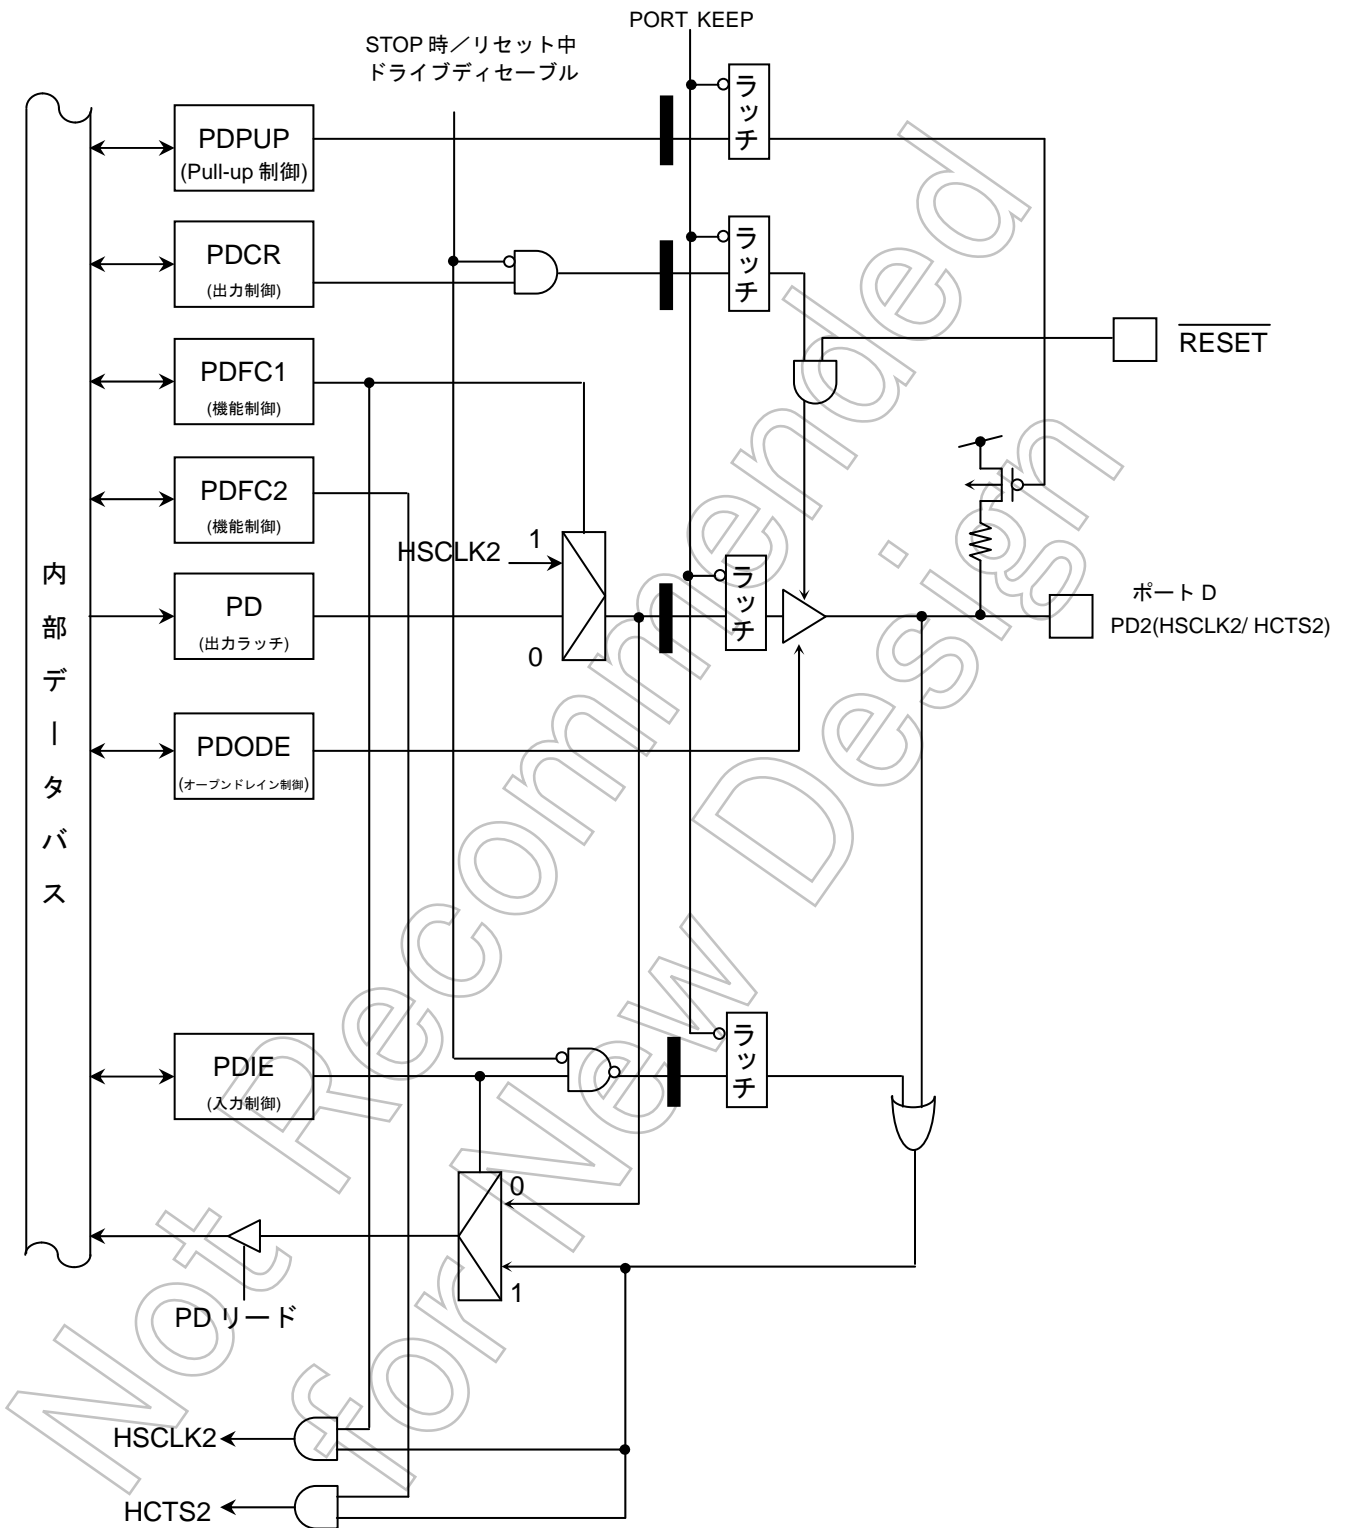 PORT KEEP
STOP 時／リセット中
ドライブディセーブル
PDPUP
(Pull-up 制御)
ラッチ
PDCR
(出力制御)
ラッチ
RESET
PDFC1
(機能制御)
PDFC2
(機能制御)
HSCLK2
1
0
PD
(出力ラッチ)
ラッチ
ポート D
PD2(HSCLK2/ HCTS2)
PDODE
(オープンドレイン制御)
内部データバス
PDIE
(入力制御)
ラッチ
0
1
PD リード
HSCLK2
HCTS2
Not Recommended
for New Design